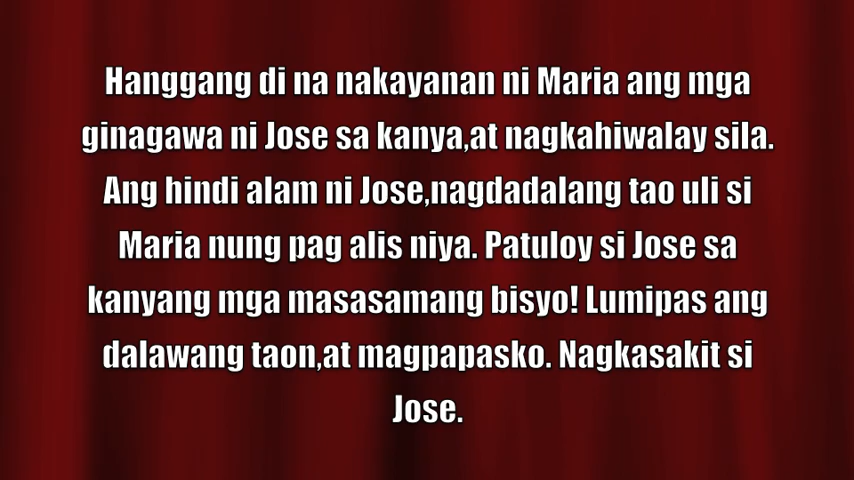 Hanggang di na nakayanan ni Maria ang mga
ginagawa ni Jose sa kanya,at nagkahiwalay sila.
Ang hindi alam ni Jose,nagdadalang tao uli si
Maria nung pag alis niya. Patuloy si Jose sa
kanyang mga masasamang bisyo! Lumipas ang
dalawang taon,at magpapasko. Nagkasakit si
Jose.